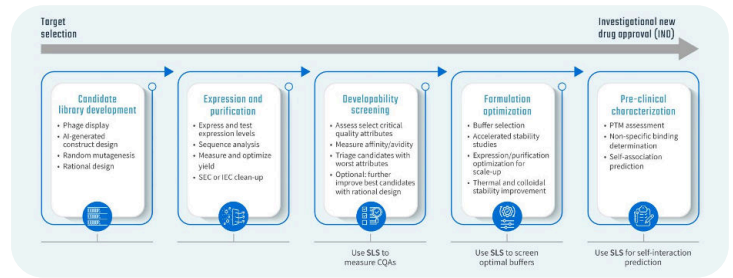 Target
selection
Investigational new
drug approval (IND)
Candidate
library development
• Phage display
• AI-generated
construct design
• Random mutagenesis
• Rational design
Expression and
purification
• Express and test
expression levels
• Sequence analysis
• Measure and optimize
yield
• SEC or IEC clean-up
Developability
screening
• Assess select critical
quality attributes
• Measure affinity/avidity
• Triage candidates with
worst attributes
• Optional: further
improve best candidates
with rational design
Formulation
optimization
• Buffer selection
• Accelerated stability
studies
• Expression/purification
optimization for
scale-up
• Thermal and colloidal
stability improvement
Pre-clinical
characterization
• PTM assessment
• Non-specific binding
determination
• Self-association
prediction
Use SLS to
measure CQAs
Use SLS to screen
optimal buffers
Use SLS for self-interaction
prediction